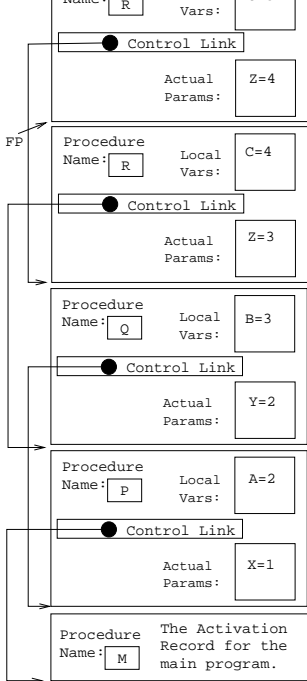 Name: R
Vars:
Control Link
Actual Z=4
Params:
FP
Procedure
Name: R Local C=4
Vars:
Control Link
Actual Z=3
Params:
Procedure
Name: Q Local B=3
Vars:
Control Link
Actual Y=2
Params:
Procedure
Name: P Local A=2
Vars:
Control Link
Actual X=1
Params:
Procedure The Activation
Name: M Record for the
main program.